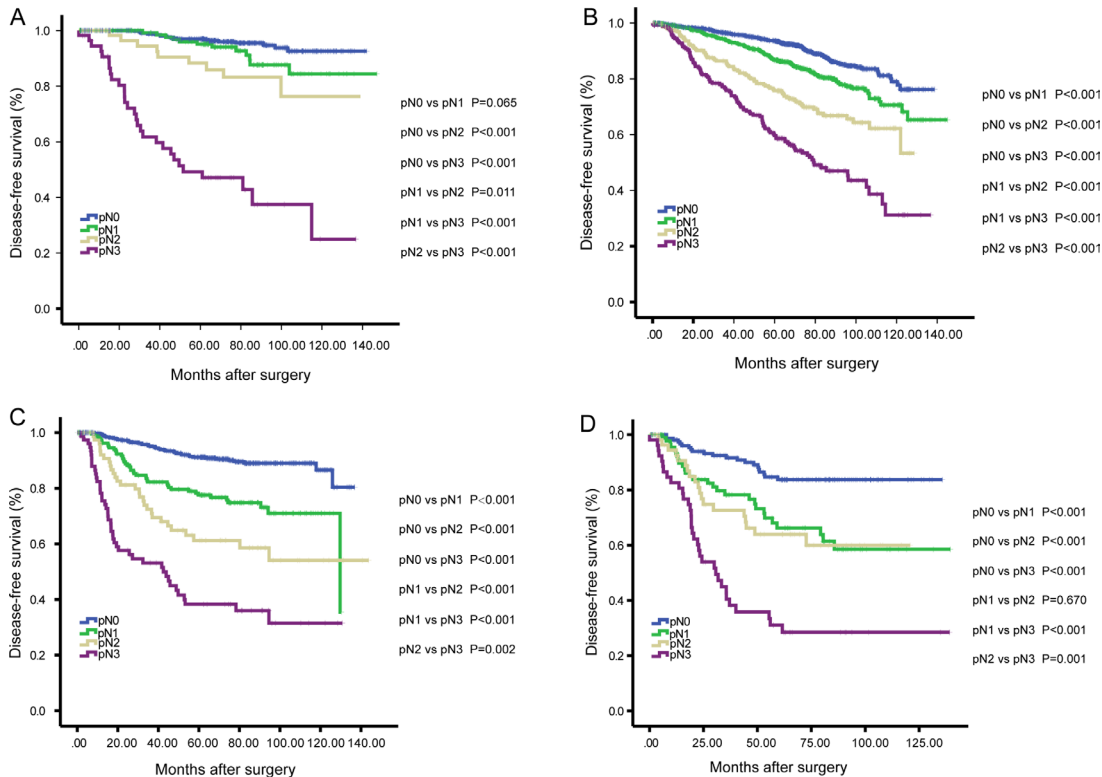 A
Disease-free survival (%)
1.0
0.8
0.6
0.4
0.2
0.0
pN0
pN1
pN2
pN3
pN0 vs pN1 P=0.065
pN0 vs pN2 P<0.001
pN0 vs pN3 P<0.001
pN1 vs pN2 P=0.011
pN1 vs pN3 P<0.001
pN2 vs pN3 P<0.001
.00 20.00 40.00 60.00 80.00 100.00 120.00 140.00
Months after surgery
B
Disease-free survival (%)
1.0
0.8
0.6
0.4
0.2
0.0
pN0
pN1
pN2
pN3
pN0 vs pN1 P<0.001
pN0 vs pN2 P<0.001
pN0 vs pN3 P<0.001
pN1 vs pN2 P<0.001
pN1 vs pN3 P<0.001
pN2 vs pN3 P<0.001
.00 20.00 40.00 60.00 80.00 100.00 120.00 140.00
Months after surgery
C
Disease-free survival (%)
1.0
0.8
0.6
0.4
0.2
0.0
pN0
pN1
pN2
pN3
pN0 vs pN1 P<0.001
pN0 vs pN2 P<0.001
pN0 vs pN3 P<0.001
pN1 vs pN2 P<0.001
pN1 vs pN3 P<0.001
pN2 vs pN3 P=0.002
.00 20.00 40.00 60.00 80.00 100.00 120.00 140.00
Months after surgery
D
Disease-free survival (%)
1.0
0.8
0.6
0.4
0.2
0.0
pN0
pN1
pN2
pN3
pN0 vs pN1 P<0.001
pN0 vs pN2 P<0.001
pN0 vs pN3 P<0.001
pN1 vs pN2 P=0.670
pN1 vs pN3 P<0.001
pN2 vs pN3 P=0.001
.00 25.00 50.00 75.00 100.00 125.00
Months after surgery